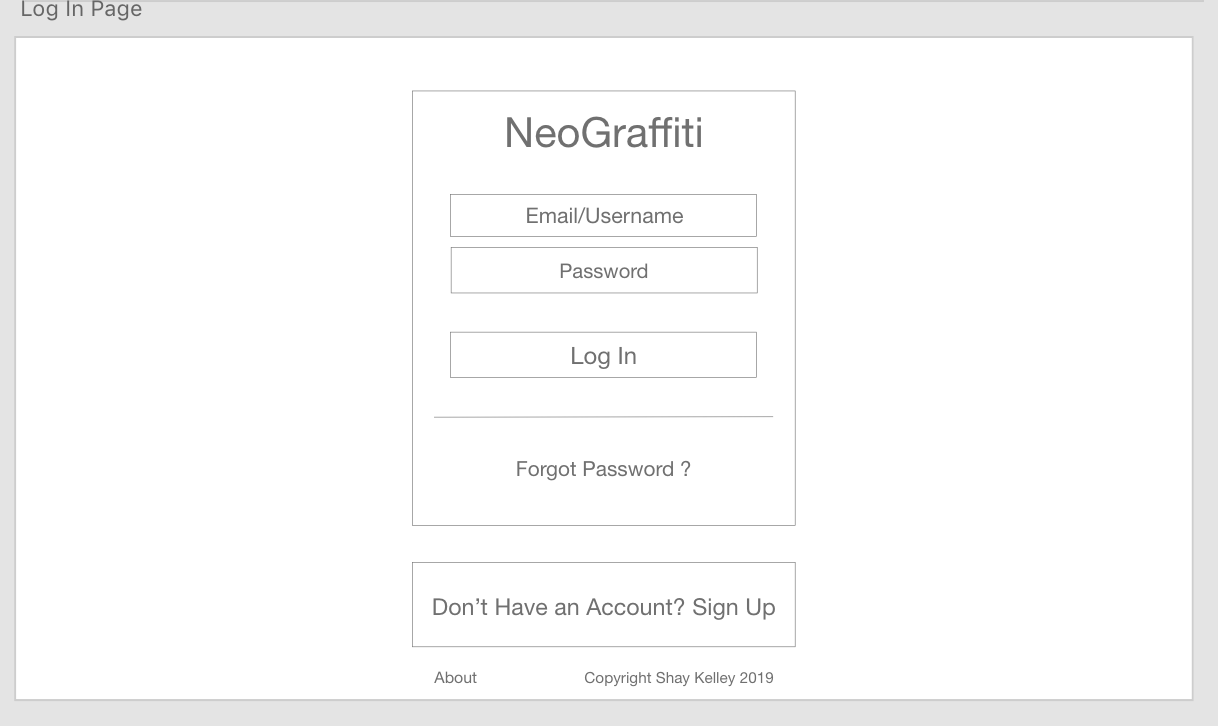 Log In Page
NeoGraffiti
Email/Username
Password
Log In
Forgot Password ?
Don’t Have an Account? Sign Up
About
Copyright Shay Kelley 2019